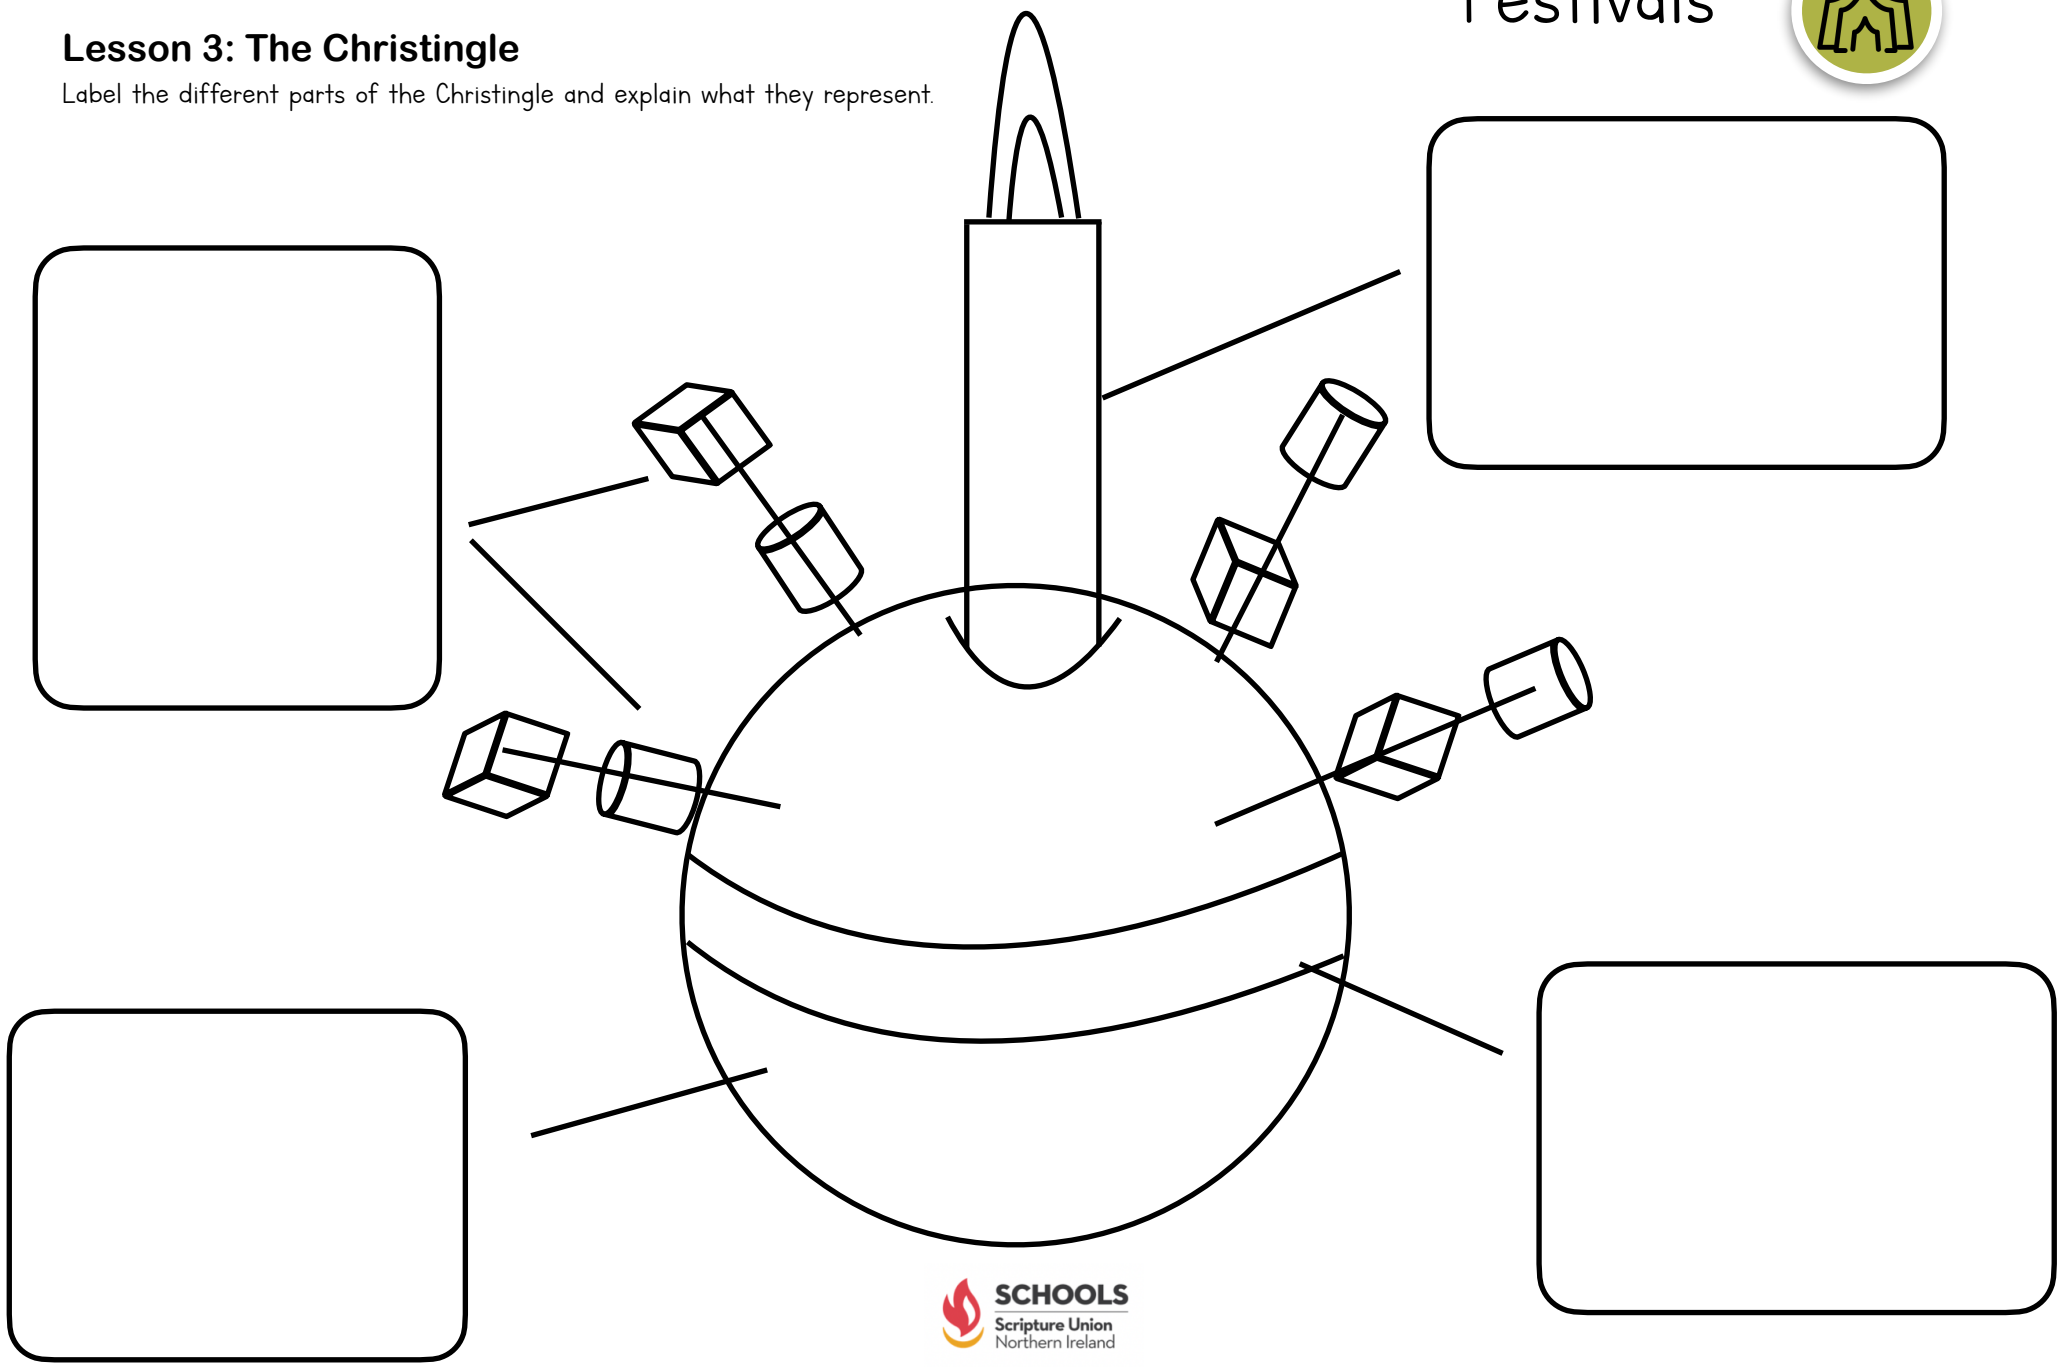 Festivals
Lesson 3: The Christingle
Label the different parts of the Christingle and explain what they represent.
SCHOOLS
Scripture Union
Northern Ireland